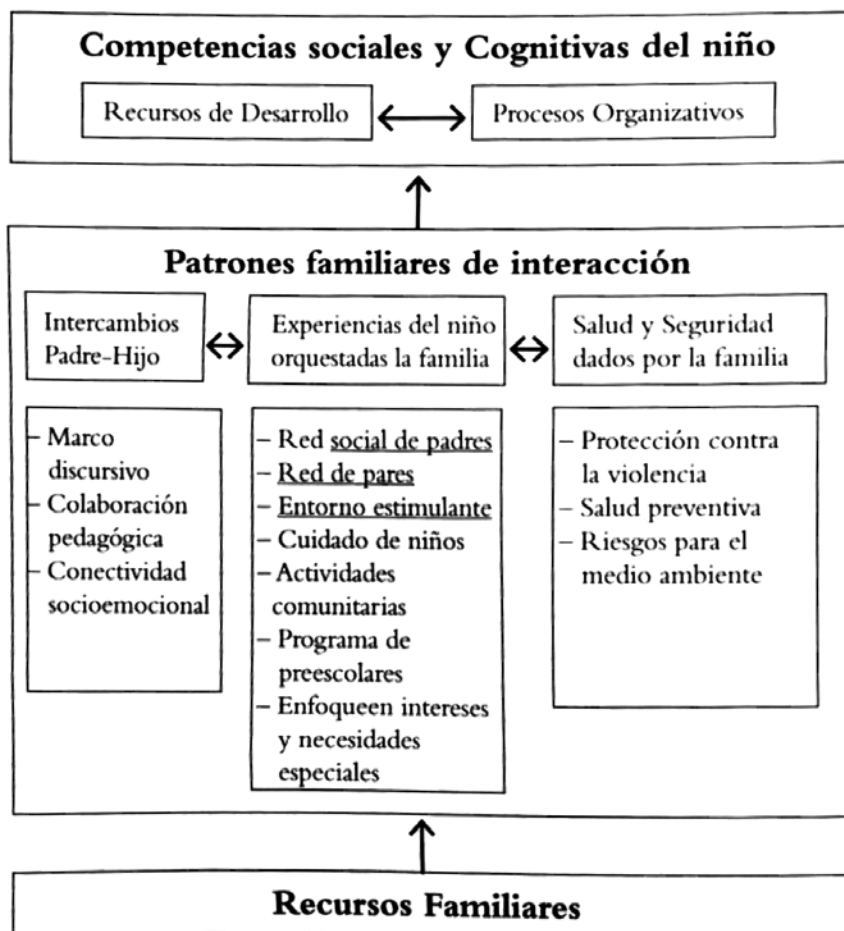 Competencias sociales y Cognitivas del niño
Recursos de Desarrollo
Procesos Organizativos
Patrones familiares de interacción
Intercambios
Padre-Hijo
Experiencias del niño
orquestadas la familia
Salud y Seguridad
dados por la familia
– Marco
discursivo
– Colaboración
pedagógica
– Conectividad
socioemocional
– Red social de padres
– Red de pares
– Entorno estimulante
– Cuidado de niños
– Actividades
comunitarias
– Programa de
preescolares
– Enfoqueen intereses
y necesidades
especiales
– Protección contra
la violencia
– Salud preventiva
– Riesgos para el
medio ambiente
Recursos Familiares